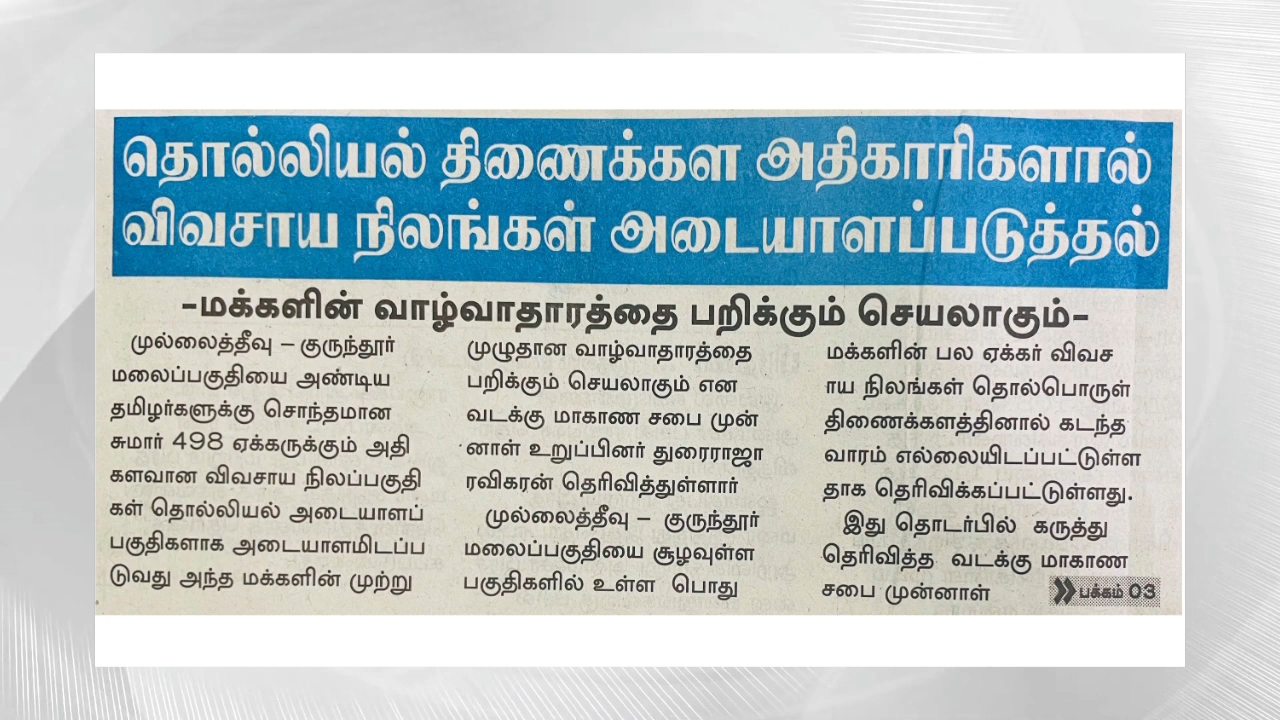 தொல்லியல் திணைக்கள அதிகாரிகளால்
விவசாய நிலங்கள் அடையாளப்படுத்தல்
-மக்களின் வாழ்வாதாரத்தை பறிக்கும் செயலாகும்-
முல்லைத்தீவு – குருந்தூர்
மலைப்பகுதியை அண்டிய
தமிழர்களுக்கு சொந்தமான
சுமார் 498 ஏக்கருக்கும் அதி
களவான விவசாய நிலப்பகுதி
கள் தொல்லியல் அடையாளப்
பகுதிகளாக அடையாளமிடப்ப
டுவது அந்த மக்களின் முற்று
முழுதான வாழ்வாதாரத்தை
பறிக்கும் செயலாகும் என
வடக்கு மாகாண சபை முன்
னாள் உறுப்பினர் துரைராஜா
ரவிகரன் தெரிவித்துள்ளார்
முல்லைத்தீவு – குருந்தூர்
மலைப்பகுதியை சூழவுள்ள
பகுதிகளில் உள்ள பொது
மக்களின் பல ஏக்கர் விவச
ாய நிலங்கள் தொல்பொருள்
திணைக்களத்தினால் கடந்த
வாரம் எல்லையிடப்பட்டுள்ள
தாக தெரிவிக்கப்பட்டுள்ளது.
இது தொடர்பில் கருத்து
தெரிவித்த வடக்கு மாகாண
சபை முன்னாள்
பக்கம் 03